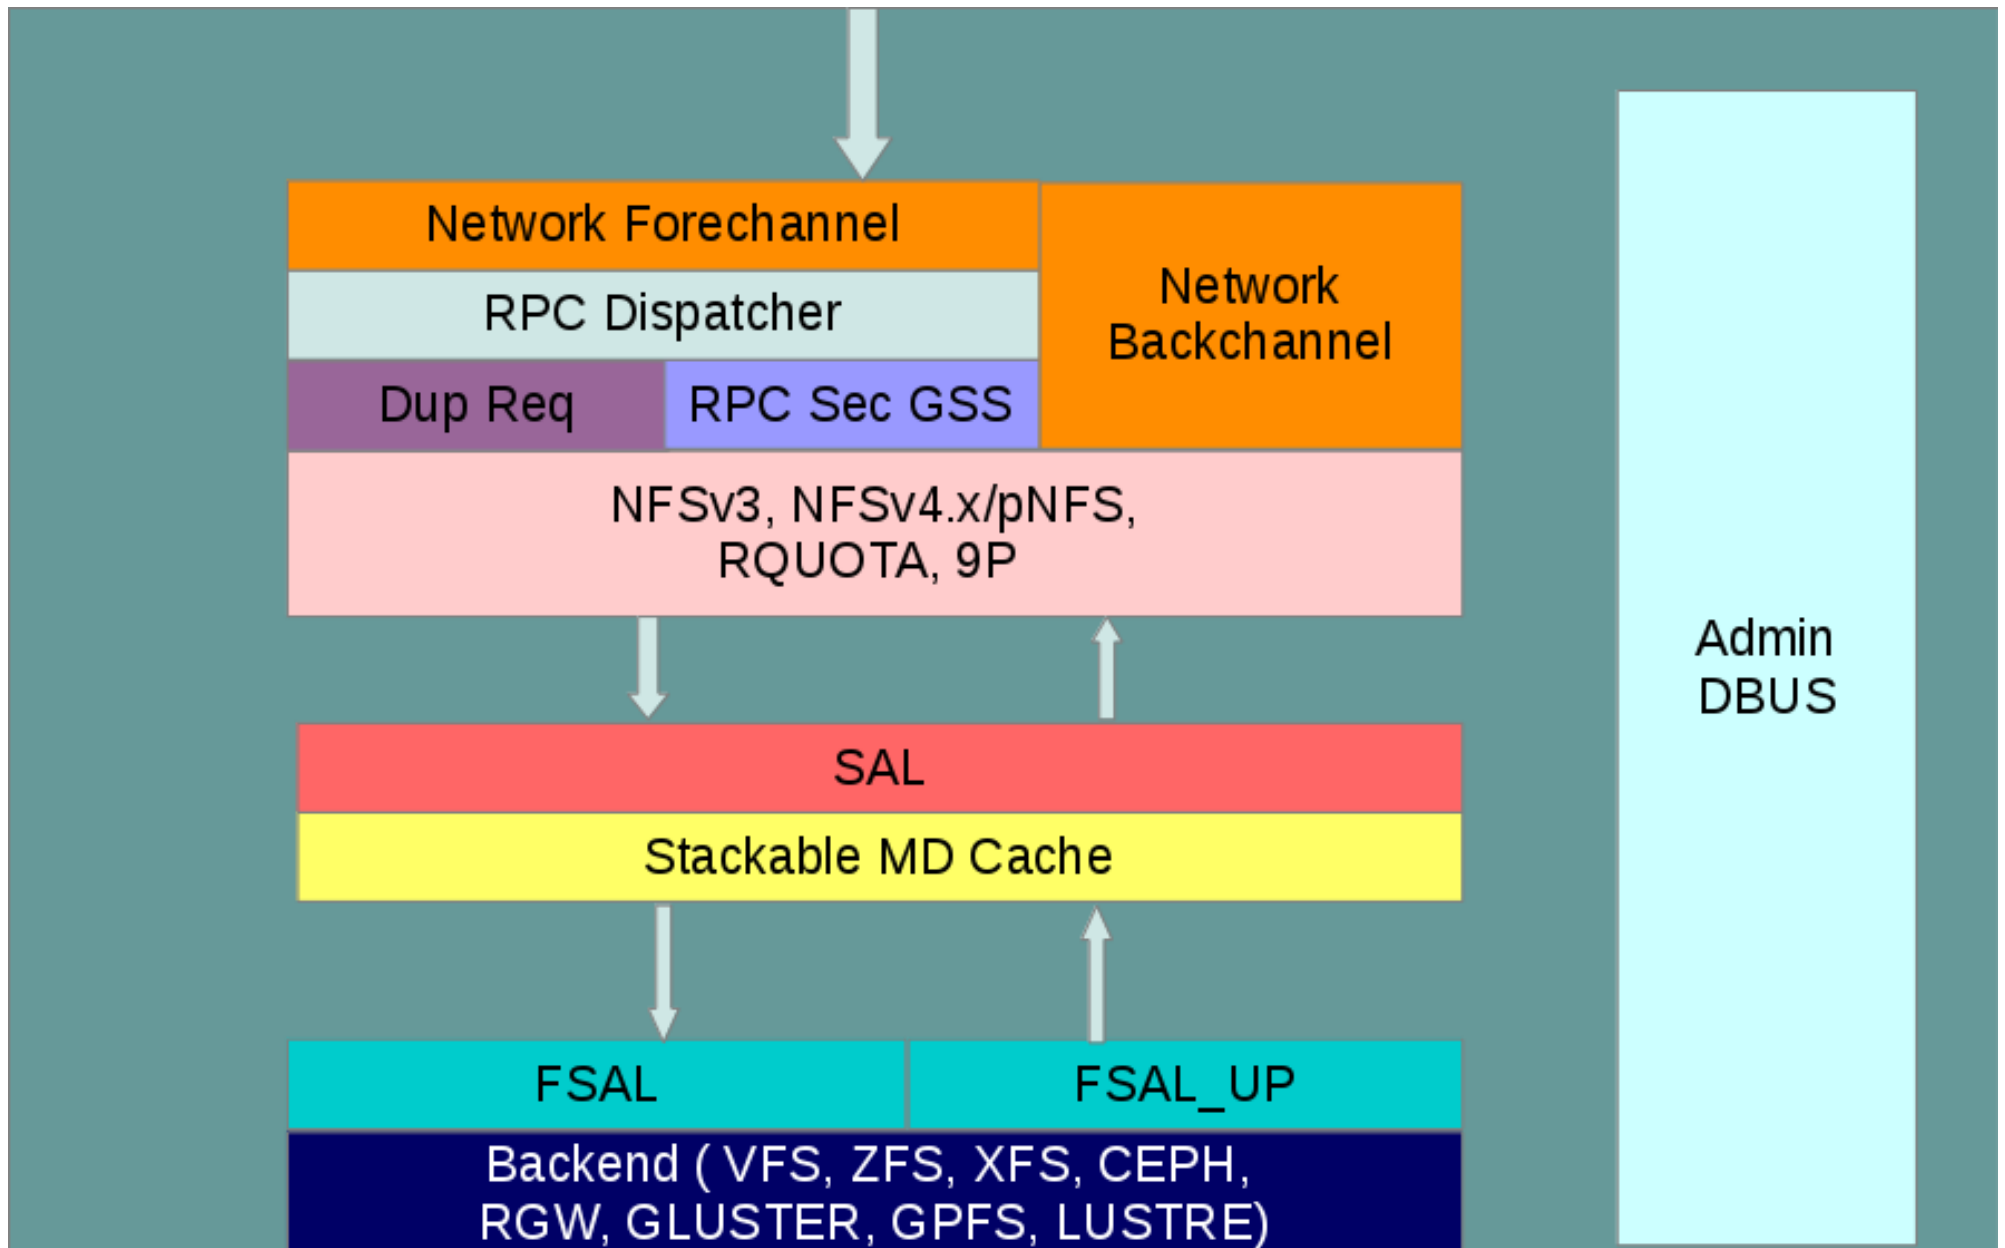 Network Forechannel
RPC Dispatcher
Dup Req
RPC Sec GSS
Network
Backchannel
NFSv3, NFSv4.x/pNFS,
RQUOTA, 9P
SAL
Stackable MD Cache
FSAL
FSAL_UP
Backend ( VFS, ZFS, XFS, CEPH,
RGW, GLUSTER, GPFS, LUSTRE)
Admin
DBUS